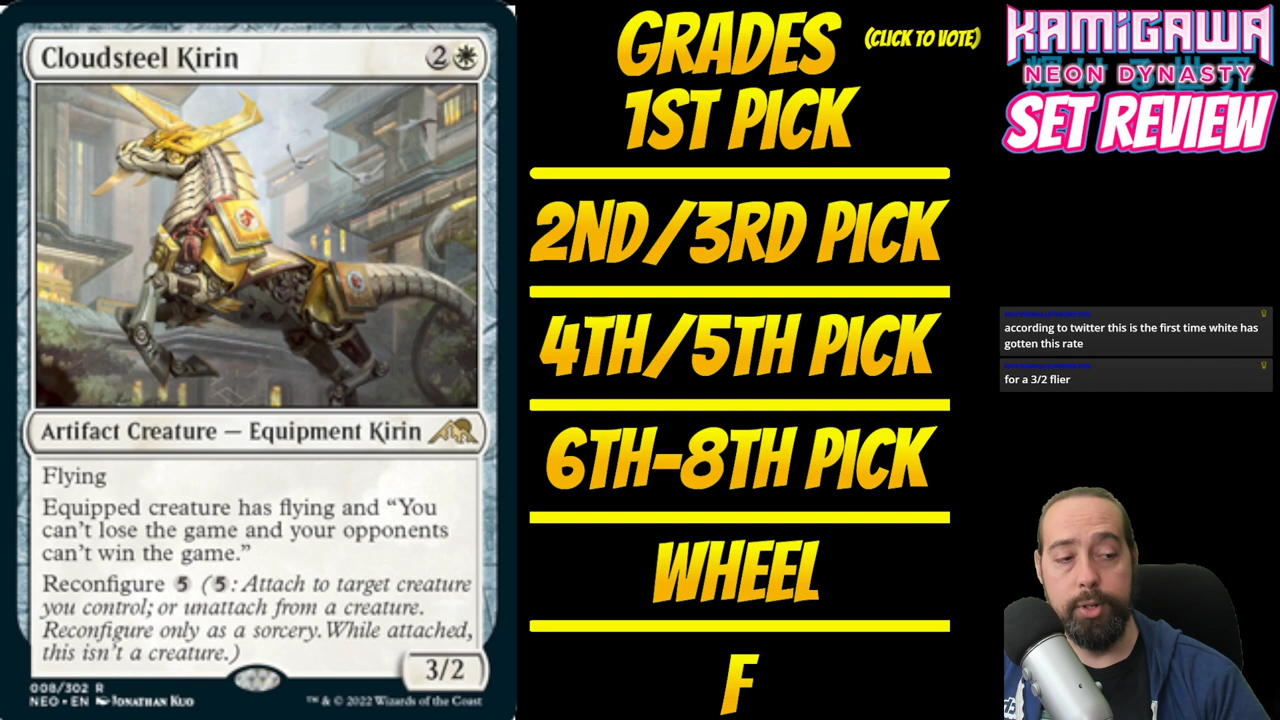 Cloudsteel Kirin
2
Artifact Creature — Equipment Kirin
Flying
Equipped creature has flying and “You
can’t lose the game and your opponents
can’t win the game.”
Reconfigure 5 (5: Attach to target creature
you control; or unattach from a creature.
Reconfigure only as a sorcery. While attached,
this isn’t a creature.)
3/2
008/302 R
NEO • EN JONATHAN KUO
™ & © 2022 Wizards of the Coast
GRADES
(CLICK TO VOTE)
1ST PICK
2ND/3RD PICK
4TH/5TH PICK
6TH-8TH PICK
WHEEL
F
KAMIGAWA
NEON DYNASTY
SET REVIEW
according to twitter this is the first time white has
gotten this rate
for a 3/2 flier